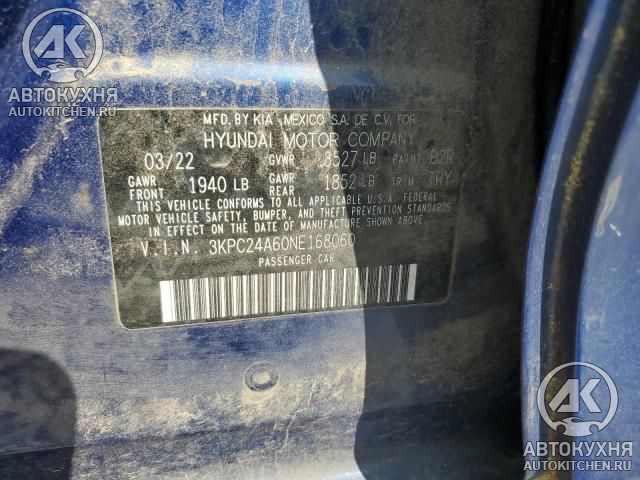 AK
АВТОКУХНЯ
AUTOKITCHEN.RU
MFD. BY KIA MEXICO S.A. DE C.V. FOR
HYUNDAI MOTOR COMPANY
03/22 GVWR 3527 LB PAINT B2R
GAWR FRONT 1940 LB GAWR REAR 1852 LB TRIM TRY
THIS VEHICLE CONFORMS TO ALL APPLICABLE U.S.A. FEDERAL
MOTOR VEHICLE SAFETY, BUMPER, AND THEFT PREVENTION STANDARDS
IN EFFECT ON THE DATE OF MANUFACTURE SHOWN ABOVE.
V.I.N. 3KPC24A60NE168060
PASSENGER CAR
AK
АВТОКУХНЯ
AUTOKITCHEN.RU